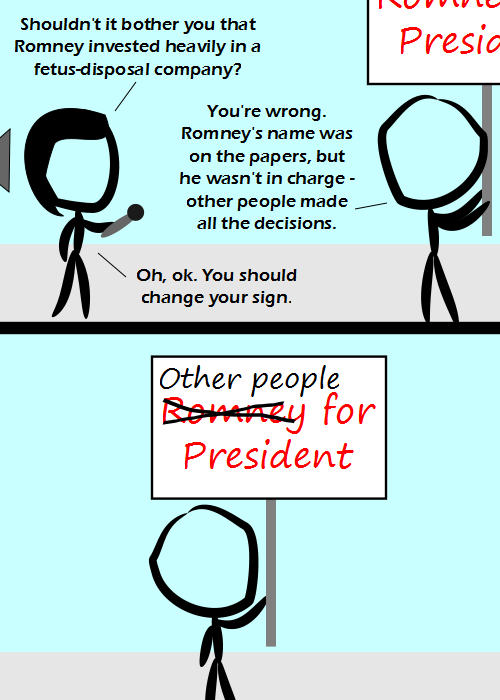 Shouldn't it bother you that
Romney invested heavily in a
fetus-disposal company?
Romne
Presid
You're wrong.
Romney's name was
on the papers, but
he wasn't in charge -
other people made
all the decisions.
Oh, ok. You should
change your sign.
Other people
Romney for
President